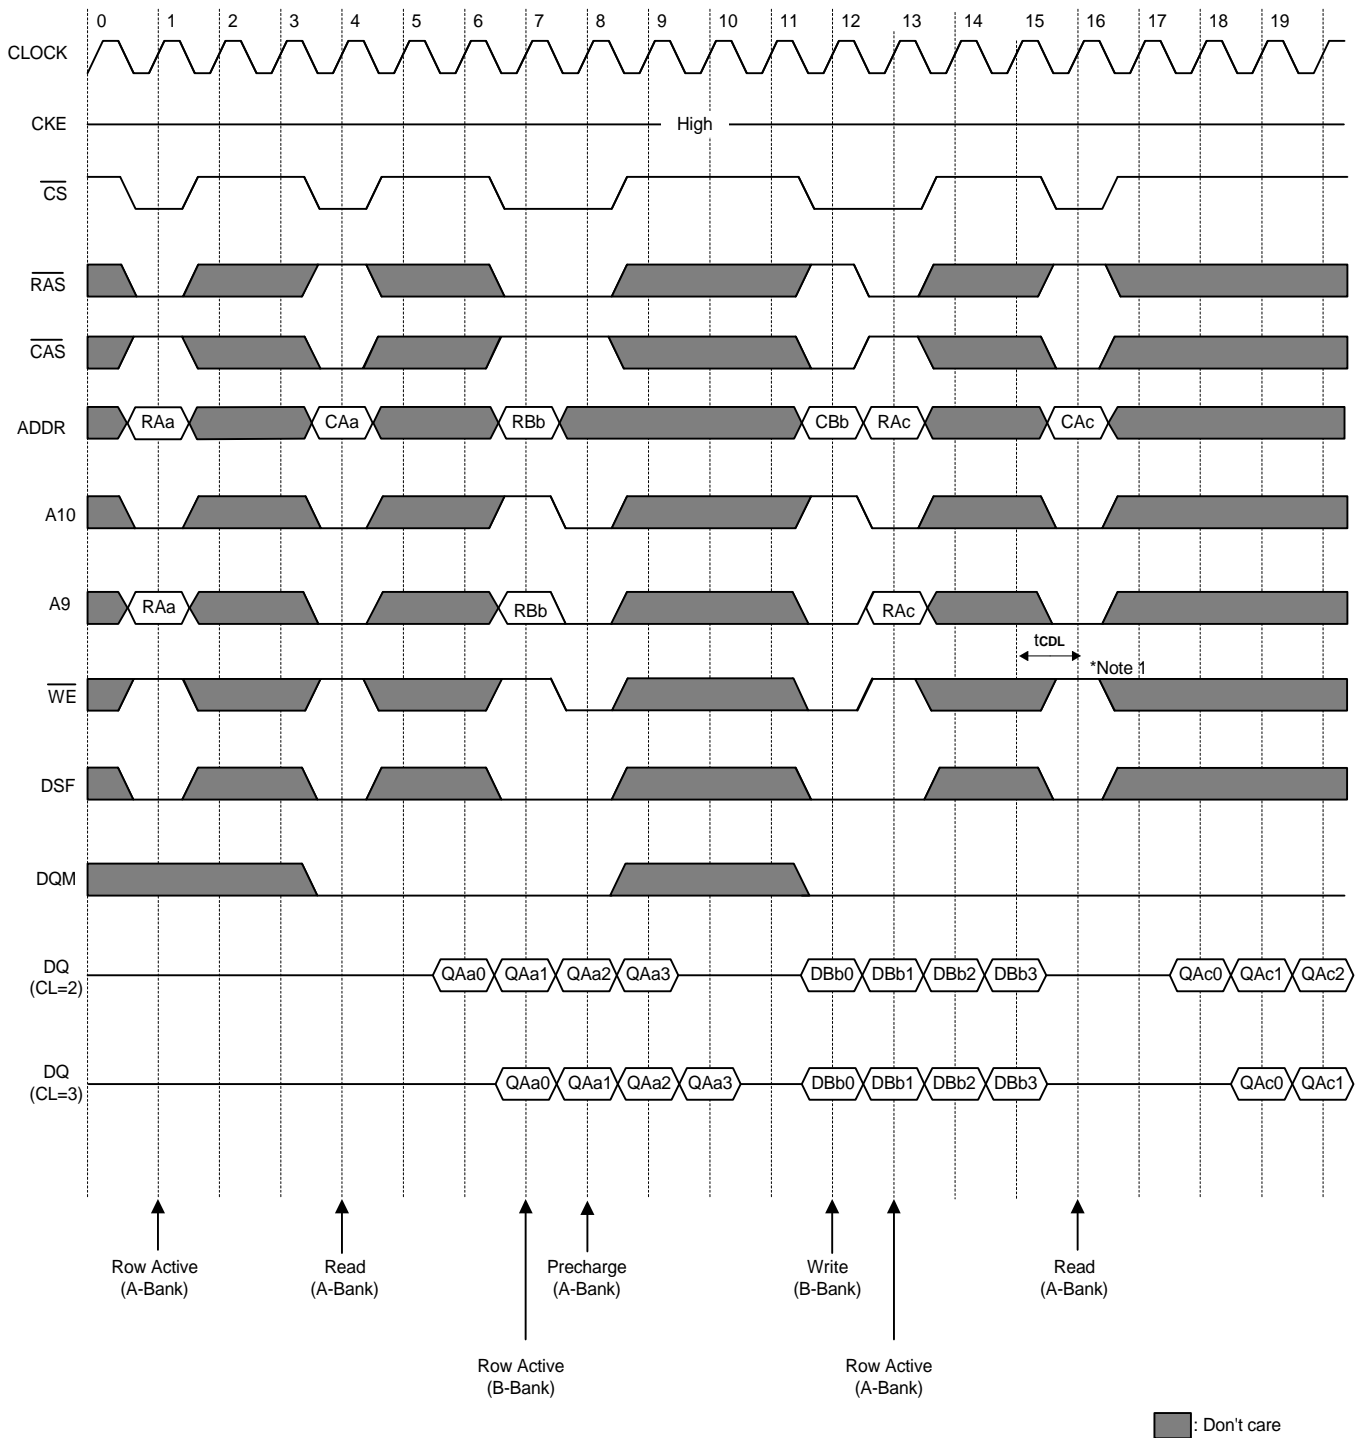 0 1 2 3 4 5 6 7 8 9 10 11 12 13 14 15 16 17 18 19
CLOCK
CKE
High
CS
RAS
CAS
ADDR
RAa CAa RBb CBb RAc CAc
A10
A9
RAa RBb RAc
tCDL
*Note 1
WE
DSF
DQM
DQ
(CL=2)
QAa0 QAa1 QAa2 QAa3 DBb0 DBb1 DBb2 DBb3 QAc0 QAc1 QAc2
DQ
(CL=3)
QAa0 QAa1 QAa2 QAa3 DBb0 DBb1 DBb2 DBb3 QAc0 QAc1
Row Active
(A-Bank)
Read
(A-Bank)
Precharge
(A-Bank)
Write
(B-Bank)
Read
(A-Bank)
Row Active
(B-Bank)
Row Active
(A-Bank)
: Don't care